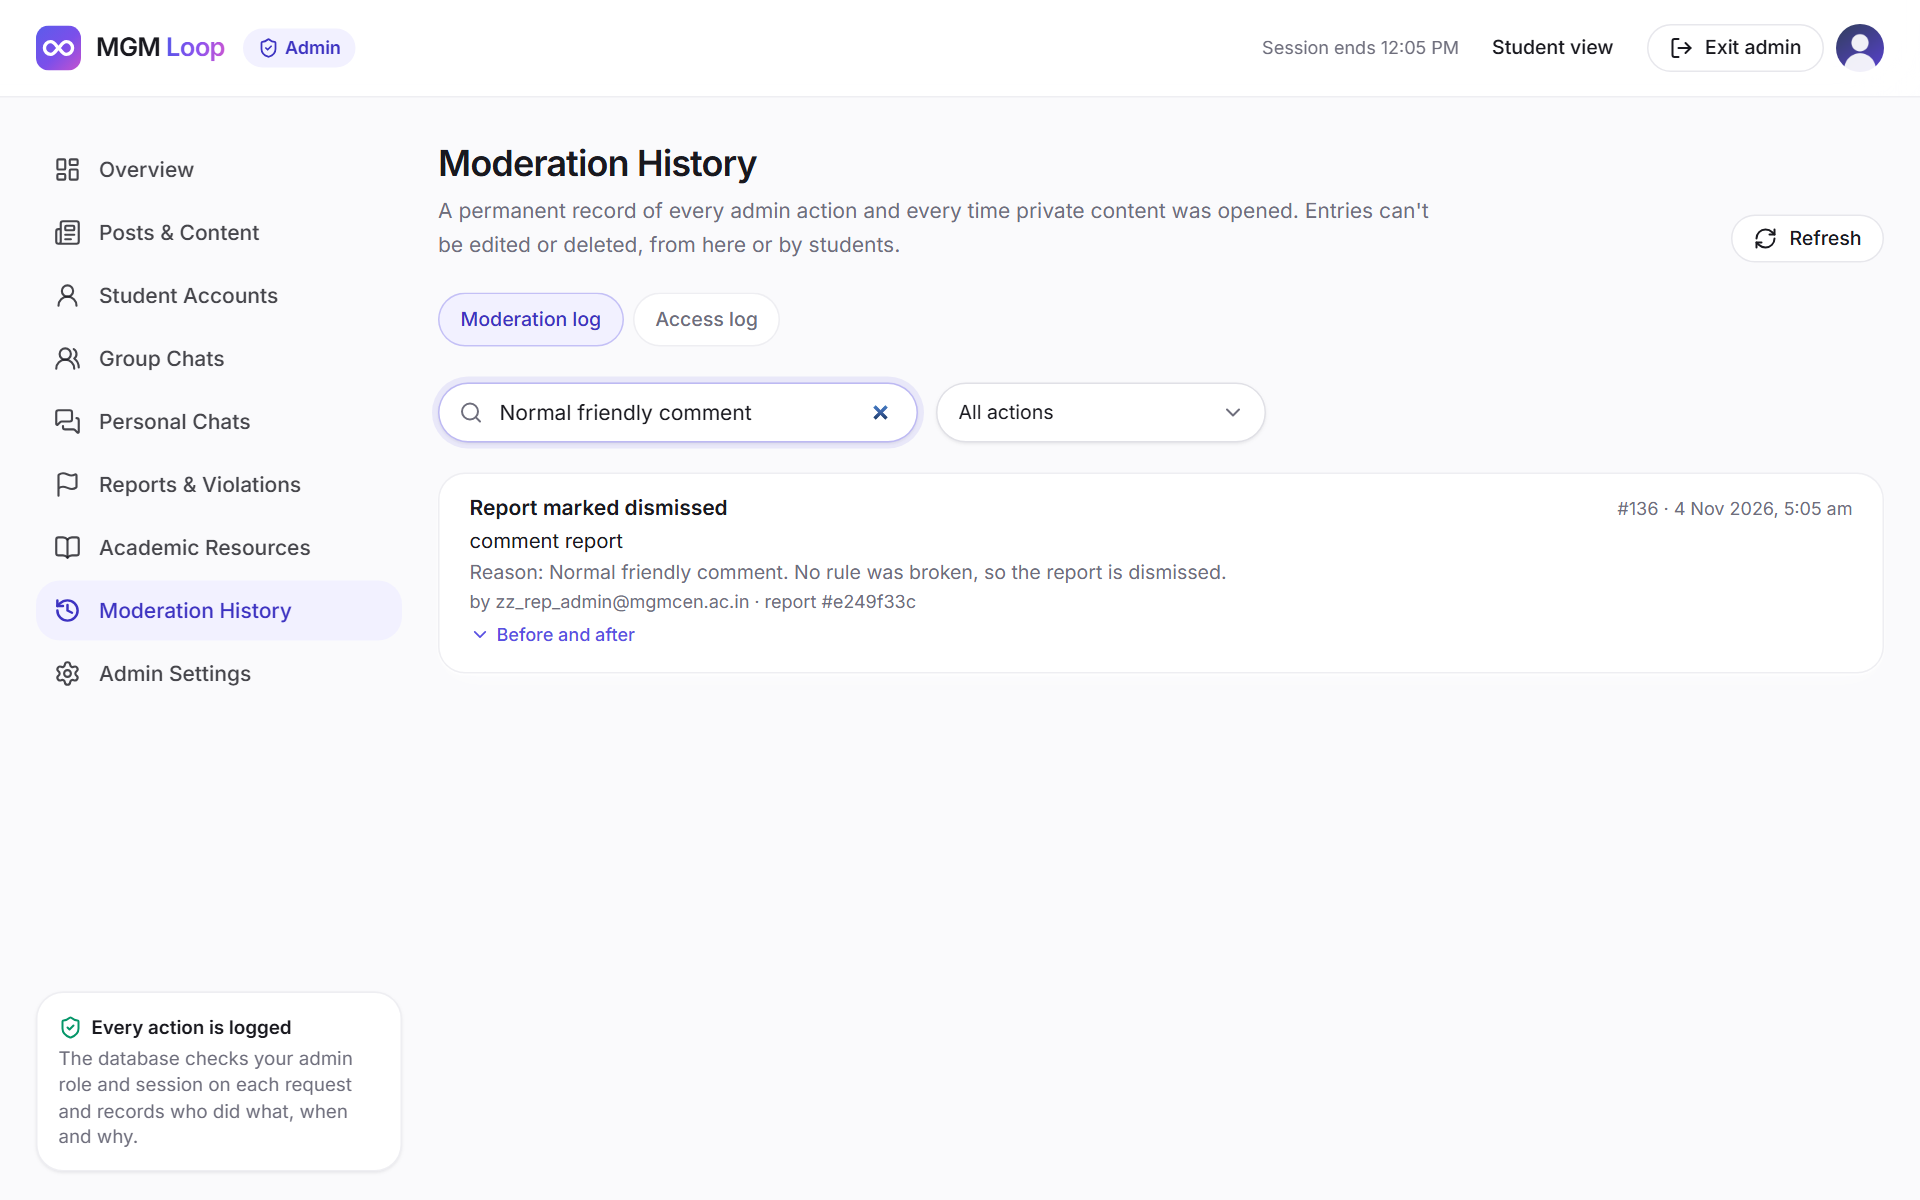 MGM Loop
Admin
Session ends 12:05 PM
Student view
Exit admin
Overview
Posts & Content
Student Accounts
Group Chats
Personal Chats
Reports & Violations
Academic Resources
Moderation History
Admin Settings
Every action is logged
The database checks your admin
role and session on each request
and records who did what, when
and why.
Moderation History
A permanent record of every admin action and every time private content was opened. Entries can't
be edited or deleted, from here or by students.
Refresh
Moderation log
Access log
Normal friendly comment
All actions
Report marked dismissed
#136 · 4 Nov 2026, 5:05 am
comment report
Reason: Normal friendly comment. No rule was broken, so the report is dismissed.
by zz_rep_admin@mgmcen.ac.in · report #e249f33c
Before and after